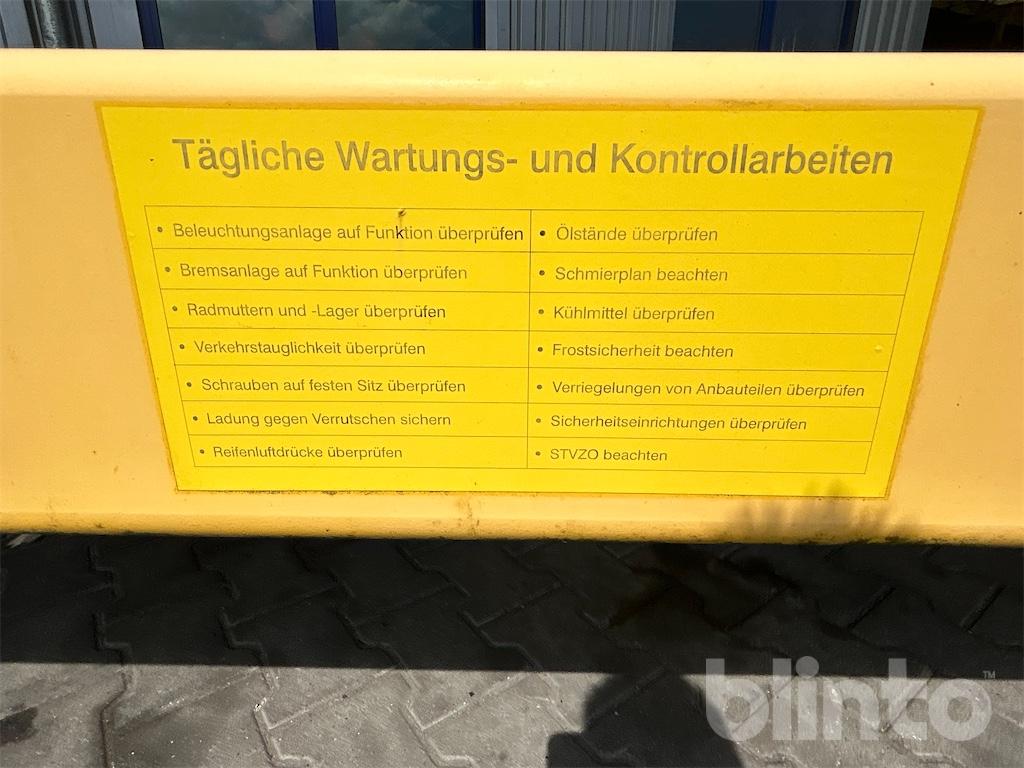 Tägliche Wartungs- und Kontrollarbeiten
• Beleuchtungsanlage auf Funktion überprüfen
• Ölstände überprüfen
• Bremsanlage auf Funktion überprüfen
• Schmierplan beachten
• Radmuttern und -Lager überprüfen
• Kühlmittel überprüfen
• Verkehrstauglichkeit überprüfen
• Frostsicherheit beachten
• Schrauben auf festen Sitz überprüfen
• Verriegelungen von Anbauteilen überprüfen
• Ladung gegen Verrutschen sichern
• Sicherheitseinrichtungen überprüfen
• Reifenluftdrücke überprüfen
• STVZO beachten
blinto™